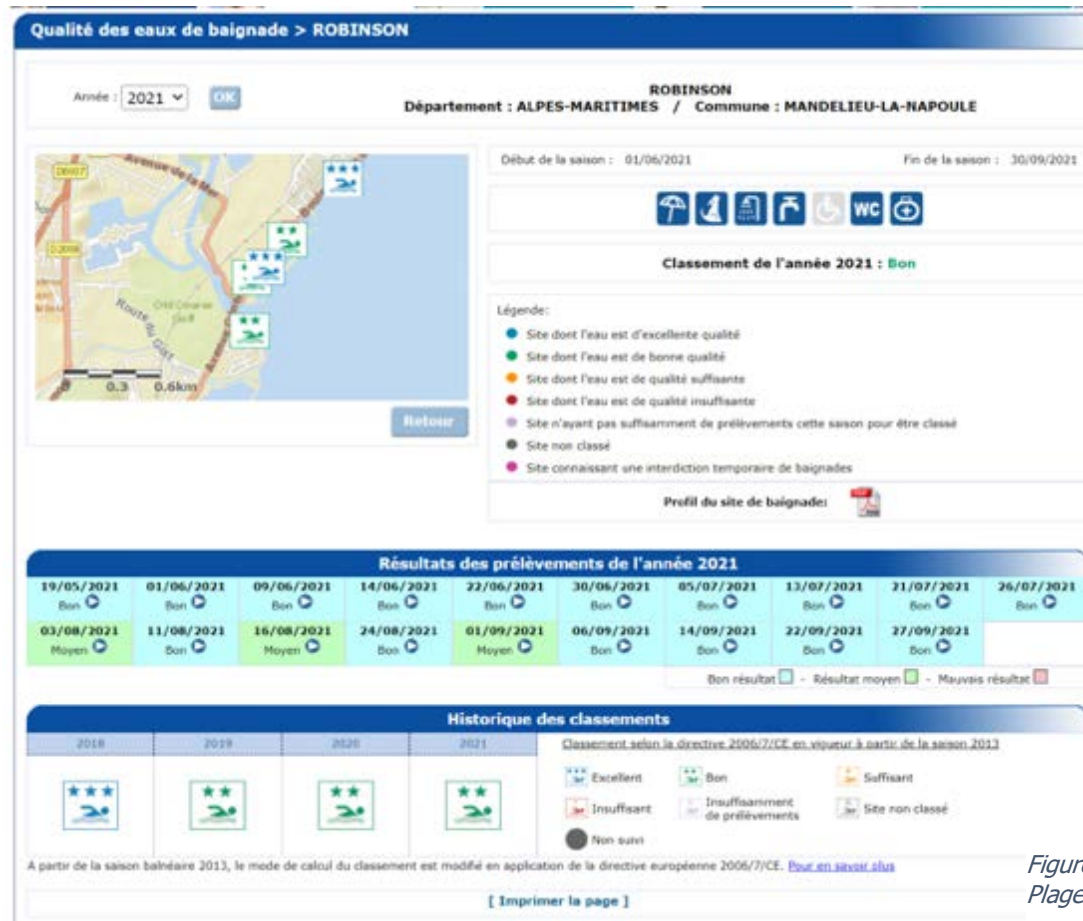 Qualité des eaux de baignade > ROBINSON
Année : 2021 OK
ROBINSON
Département : ALPES-MARITIMES / Commune : MANDELIEU-LA-NAPOULE
Avenue de la Mer
Route du Golf
0 0.3 0.6km
Retour
Début de la saison : 01/06/2021 Fin de la saison : 30/09/2021
WC
Classement de l'année 2021 : Bon
Légende:
Site dont l'eau est d'excellente qualité
Site dont l'eau est de bonne qualité
Site dont l'eau est de qualité suffisante
Site dont l'eau est de qualité insuffisante
Site n'ayant pas suffisamment de prélèvements cette saison pour être classé
Site non classé
Site connaissant une interdiction temporaire de baignades
Profil du site de baignade:
Résultats des prélèvements de l'année 2021
19/05/2021 01/06/2021 09/06/2021 14/06/2021 22/06/2021 30/06/2021 05/07/2021 13/07/2021 21/07/2021 26/07/2021
Bon Bon Bon Bon Bon Bon Bon Bon Bon Bon
03/08/2021 11/08/2021 16/08/2021 24/08/2021 01/09/2021 06/09/2021 14/09/2021 22/09/2021 27/09/2021
Moyen Bon Moyen Bon Moyen Bon Bon Bon Bon
Bon résultat - Résultat moyen - Mauvais résultat
Historique des classements
2018 2019 2020 2021
Classement selon la directive 2006/7/CE en vigueur à partir de la saison 2013
Excellent Bon Suffisant
Insuffisant Insuffisamment de prélèvements Site non classé
Non suivi
A partir de la saison balnéaire 2013, le mode de calcul du classement est modifié en application de la directive européenne 2006/7/CE. Pour en savoir plus
[ Imprimer la page ]
Figure
Plage